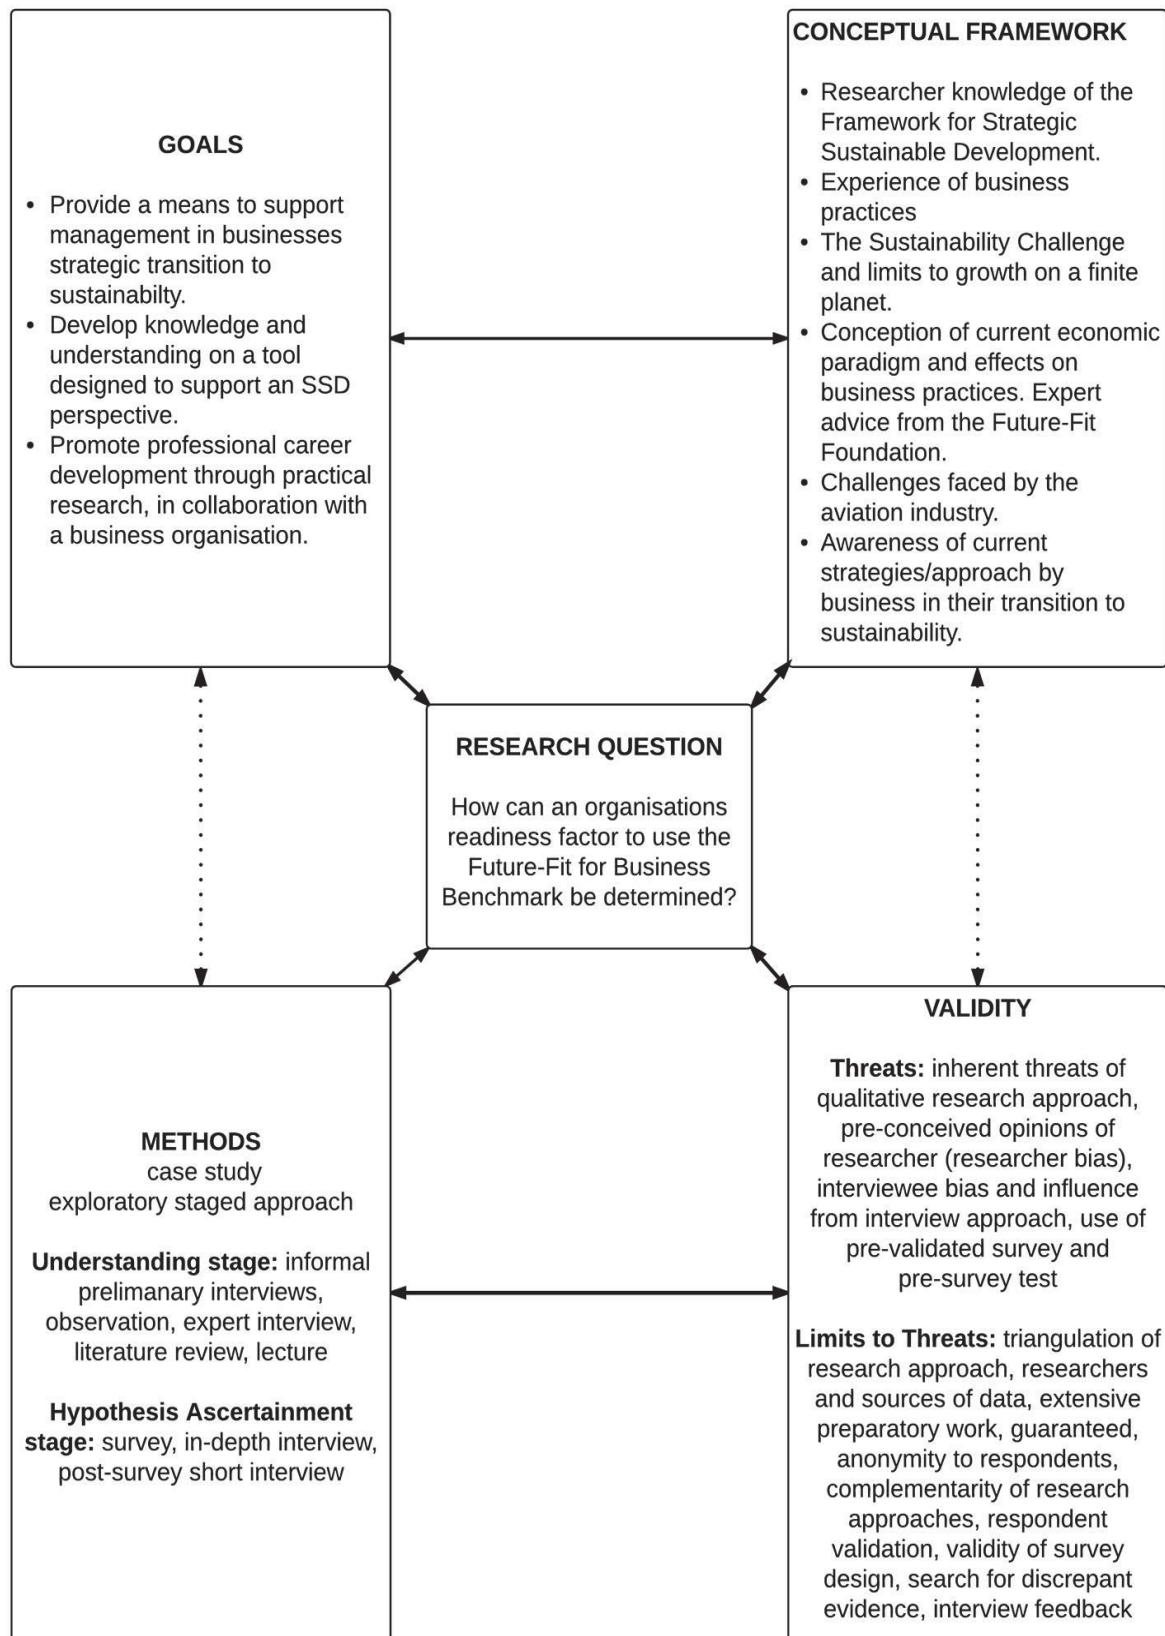 GOALS
• Provide a means to support
management in businesses
strategic transition to
sustainabilty.
• Develop knowledge and
understanding on a tool
designed to support an SSD
perspective.
• Promote professional career
development through practical
research, in collaboration with
a business organisation.
CONCEPTUAL FRAMEWORK
• Researcher knowledge of the
Framework for Strategic
Sustainable Development.
• Experience of business
practices
• The Sustainability Challenge
and limits to growth on a finite
planet.
• Conception of current economic
paradigm and effects on
business practices. Expert
advice from the Future-Fit
Foundation.
• Challenges faced by the
aviation industry.
• Awareness of current
strategies/approach by
business in their transition to
sustainability.
RESEARCH QUESTION
How can an organisations
readiness factor to use the
Future-Fit for Business
Benchmark be determined?
METHODS
case study
exploratory staged approach
Understanding stage: informal
prelimanary interviews,
observation, expert interview,
literature review, lecture
Hypothesis Ascertainment
stage: survey, in-depth interview,
post-survey short interview
VALIDITY
Threats: inherent threats of
qualitative research approach,
pre-conceived opinions of
researcher (researcher bias),
interviewee bias and influence
from interview approach, use of
pre-validated survey and
pre-survey test
Limits to Threats: triangulation of
research approach, researchers
and sources of data, extensive
preparatory work, guaranteed,
anonymity to respondents,
complementarity of research
approaches, respondent
validation, validity of survey
design, search for discrepant
evidence, interview feedback